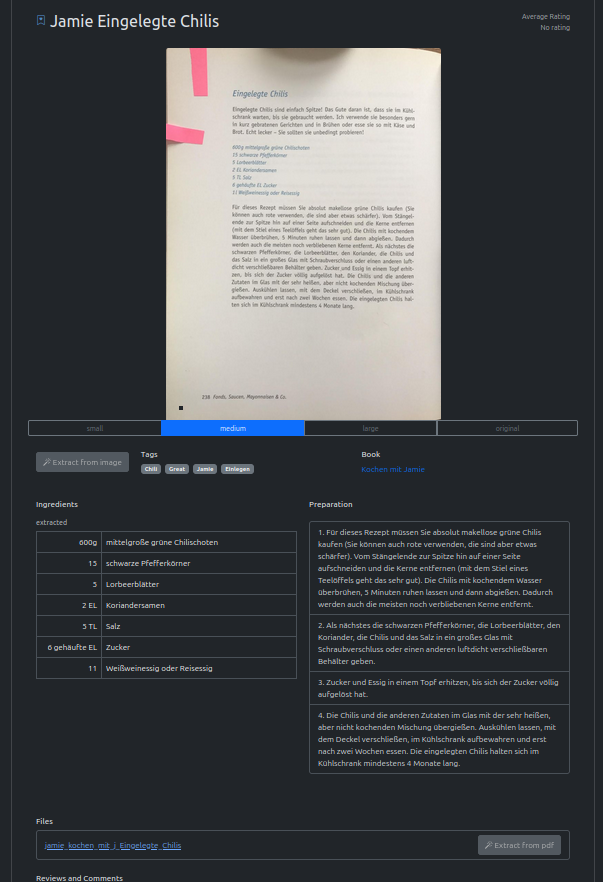 Jamie Eingelegte Chilis
Average Rating
No rating
Eingelegte Chilis
Eingelegte Chilis sind einfach Spitze! Das Gute daran ist, dass sie im Kühl-
schrank warten, bis sie gebraucht werden. Ich verwende sie besonders gern
in kurz gebratenen Gerichten und in Brühen oder esse sie so mit Käse und
Brot. Echt lecker – Sie sollten sie unbedingt probieren!
600g mittelgroße grüne Chilischoten
15 schwarze Pfefferkörner
5 Lorbeerblätter
2 EL Koriandersamen
5 TL Salz
6 gehäufte EL Zucker
1l Weißweinessig oder Reisessig
Für dieses Rezept müssen Sie absolut makellose grüne Chilis kaufen (Sie
können auch rote verwenden, die sind aber etwas schärfer). Vom Stängel-
ende zur Spitze hin auf einer Seite aufschneiden und die Kerne entfernen
(mit dem Stiel eines Teelöffels geht das sehr gut). Die Chilis mit kochendem
Wasser überbrühen, 5 Minuten ruhen lassen und dann abgießen. Dadurch
werden auch die meisten noch verbliebenen Kerne entfernt. Als nächstes die
schwarzen Pfefferkörner, die Lorbeerblätter, den Koriander, die Chilis und
das Salz in ein großes Glas mit Schraubverschluss oder einen anderen luft-
dicht verschließbaren Behälter geben. Zucker und Essig in einem Topf erhit-
zen, bis sich der Zucker völlig aufgelöst hat. Die Chilis und die anderen
Zutaten im Glas mit der sehr heißen, aber nicht kochenden Mischung über-
gießen. Auskühlen lassen, mit dem Deckel verschließen, im Kühlschrank
aufbewahren und erst nach zwei Wochen essen. Die eingelegten Chilis hal-
ten sich im Kühlschrank mindestens 4 Monate lang.
238 Fonds, Saucen, Mayonnaisen & Co.
small
medium
large
original
Extract from image
Tags
Chili Great Jamie Einlegen
Book
Kochen mit Jamie
Ingredients
extracted
600g mittelgroße grüne Chilischoten
15 schwarze Pfefferkörner
5 Lorbeerblätter
2 EL Koriandersamen
5 TL Salz
6 gehäufte EL Zucker
11 Weißweinessig oder Reisessig
Preparation
1. Für dieses Rezept müssen Sie absolut makellose grüne Chilis
kaufen (Sie können auch rote verwenden, die sind aber etwas
schärfer). Vom Stängelende zur Spitze hin auf einer Seite
aufschneiden und die Kerne entfernen (mit dem Stiel eines
Teelöffels geht das sehr gut). Die Chilis mit kochendem Wasser
überbrühen, 5 Minuten ruhen lassen und dann abgießen. Dadurch
werden auch die meisten noch verbliebenen Kerne entfernt.
2. Als nächstes die schwarzen Pfefferkörner, die Lorbeerblätter, den
Koriander, die Chilis und das Salz in ein großes Glas mit
Schraubverschluss oder einen anderen luftdicht verschließbaren
Behälter geben.
3. Zucker und Essig in einem Topf erhitzen, bis sich der Zucker völlig
aufgelöst hat.
4. Die Chilis und die anderen Zutaten im Glas mit der sehr heißen,
aber nicht kochenden Mischung übergießen. Auskühlen lassen, mit
dem Deckel verschließen, im Kühlschrank aufbewahren und erst
nach zwei Wochen essen. Die eingelegten Chilis halten sich im
Kühlschrank mindestens 4 Monate lang.
Files
jamie_kochen_mit_j_Eingelegte_Chilis
Extract from pdf
Reviews and Comments